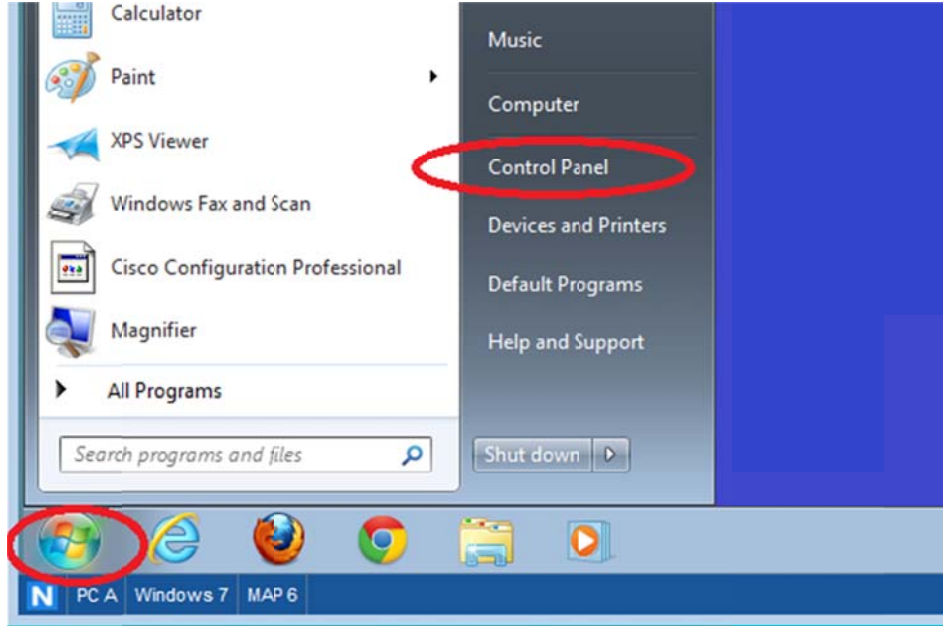 Calculator
Paint
XPS Viewer
Windows Fax and Scan
Cisco Configuration Professional
Magnifier
All Programs
Search programs and files
Music
Computer
Control Panel
Devices and Printers
Default Programs
Help and Support
Shut down
N PC A Windows 7 MAP 6